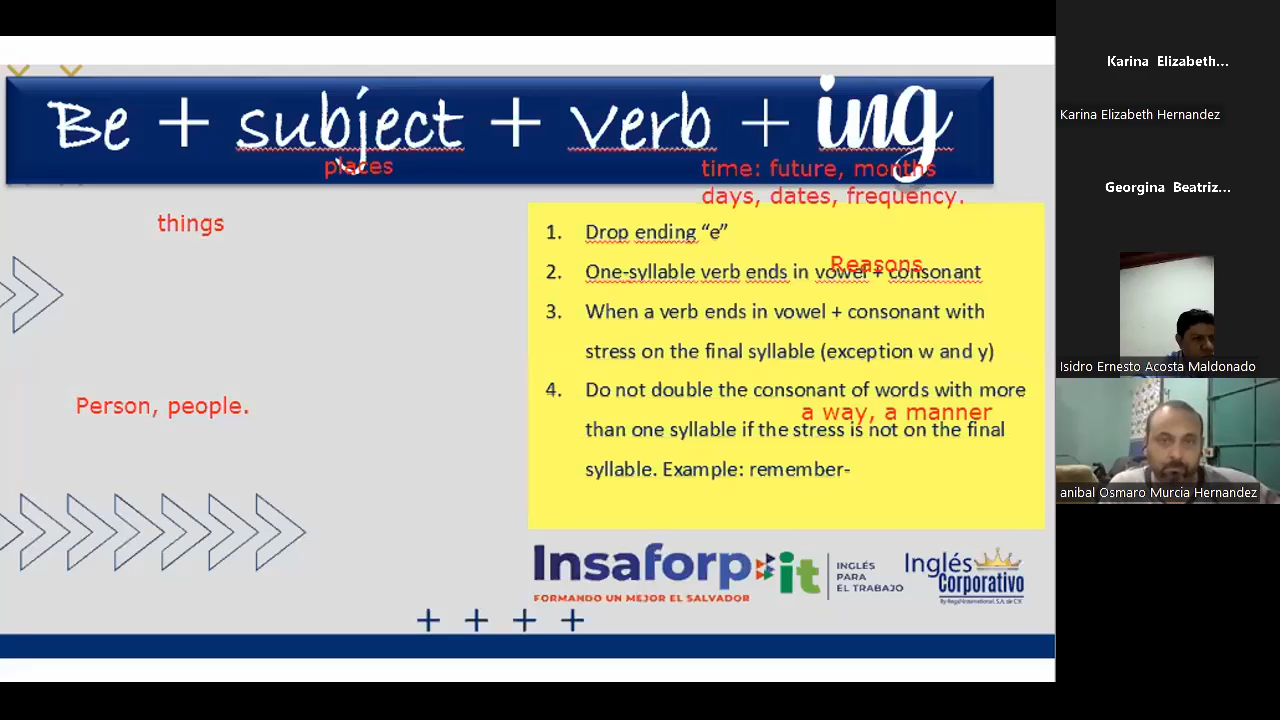 Be + subject + verb + ing
places
time: future, months
days, dates, frequency.
things
1. Drop ending “e”
Reasons
2. One-syllable verb ends in vowel + consonant
3. When a verb ends in vowel + consonant with
stress on the final syllable (exception w and y)
4. Do not double the consonant of words with more
Person, people.
a way, a manner
than one syllable if the stress is not on the final
syllable. Example: remember-
Insaforp
FORMANDO UN MEJOR EL SALVADOR
it
INGLÉS
PARA
EL TRABAJO
Inglés
Corporativo
Karina Elizabeth...
Karina Elizabeth Hernandez
Georgina Beatriz...
Isidro Ernesto Acosta Maldonado
anibal Osmaro Murcia Hernandez